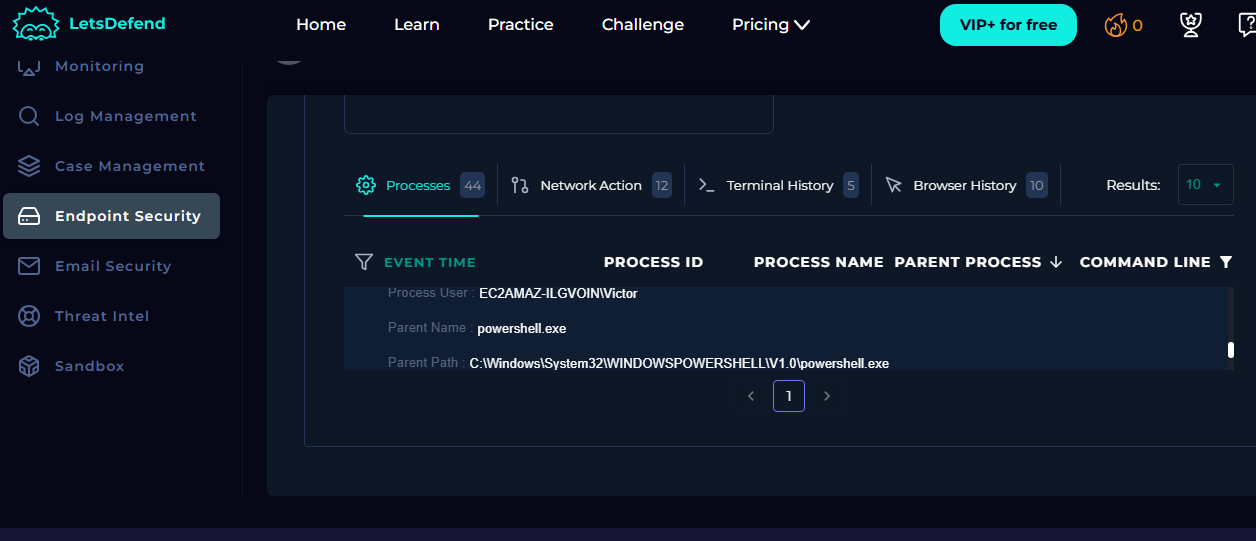 LetsDefend
Home Learn Practice Challenge Pricing VIP+ for free 0
Monitoring
Log Management
Case Management
Endpoint Security
Email Security
Threat Intel
Sandbox
Processes 44 Network Action 12 Terminal History 5 Browser History 10 Results: 10
EVENT TIME PROCESS ID PROCESS NAME PARENT PROCESS COMMAND LINE
Process User : EC2AMAZ-ILGVOIN\Victor
Parent Name : powershell.exe
Parent Path : C:\Windows\System32\WINDOWSPOWERSHELL\V1.0\powershell.exe
1